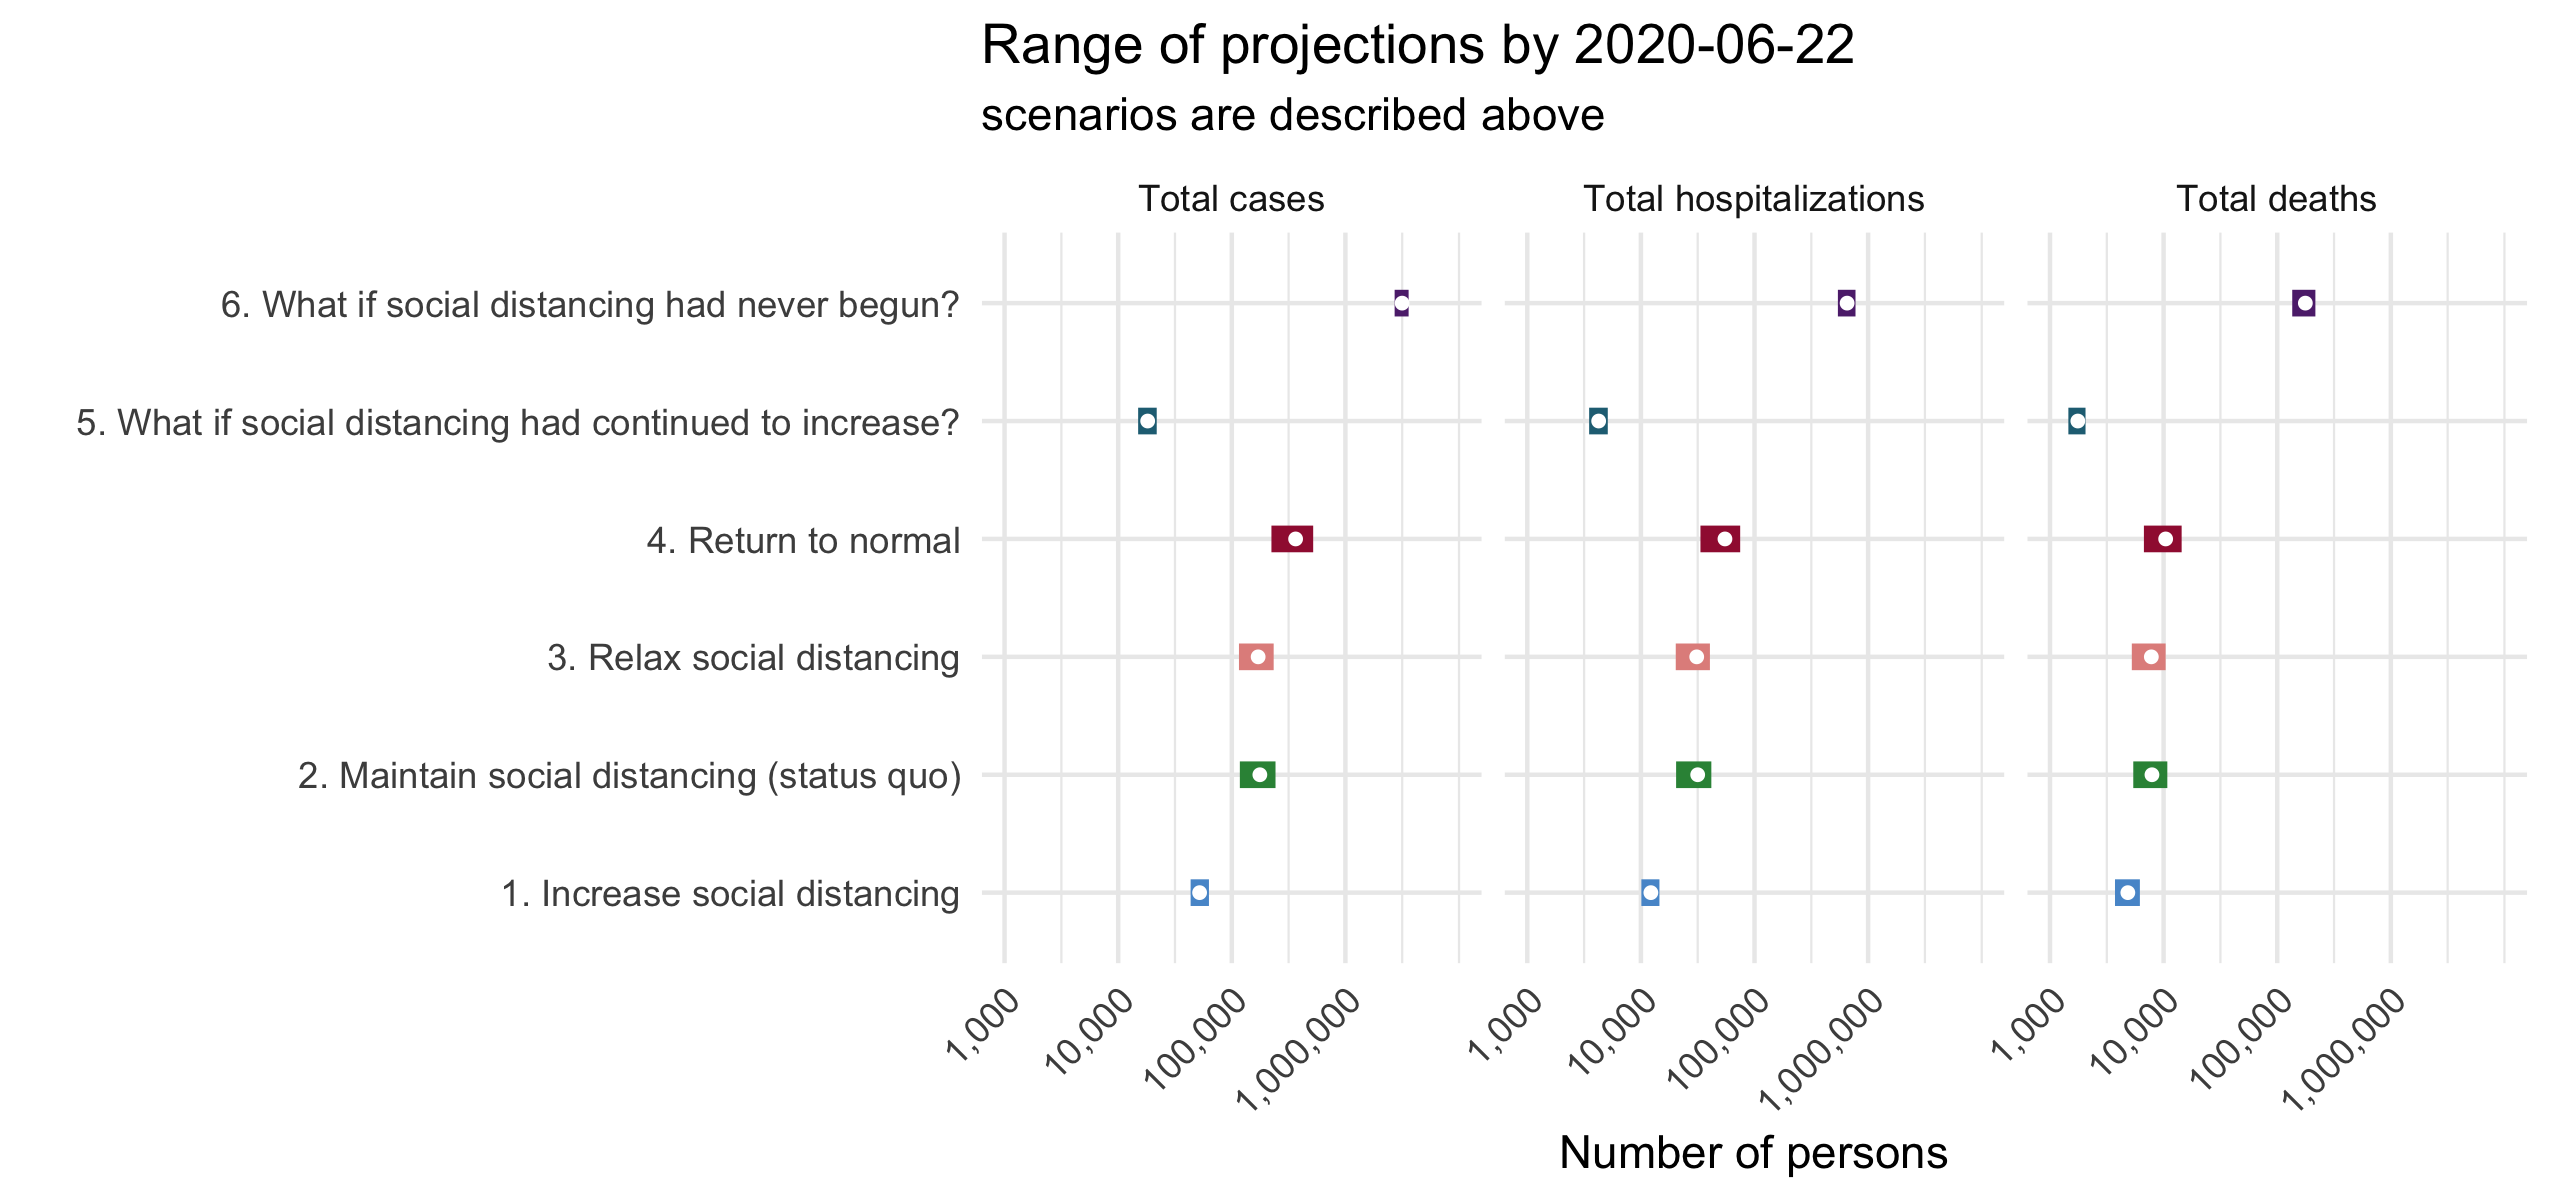 Range of projections by 2020-06-22
scenarios are described above
Total cases
Total hospitalizations
Total deaths
6. What if social distancing had never begun?
5. What if social distancing had continued to increase?
4. Return to normal
3. Relax social distancing
2. Maintain social distancing (status quo)
1. Increase social distancing
1,000
10,000
100,000
1,000,000
1,000
10,000
100,000
1,000,000
1,000
10,000
100,000
1,000,000
Number of persons